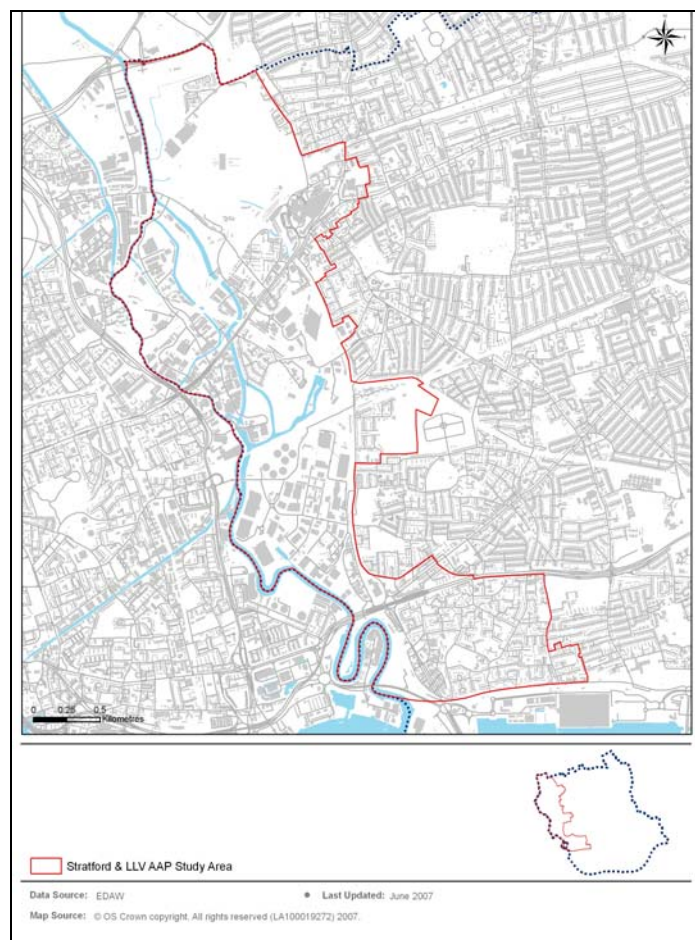 0 0.25 0.5
Kilometres
Stratford & LLV AAP Study Area
Data Source: EDAW • Last Updated: June 2007
Map Source: © OS Crown copyright. All rights reserved (LA100019272) 2007.